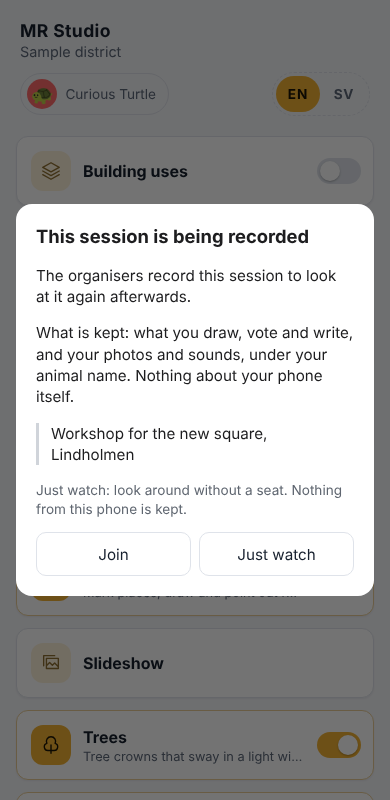 MR Studio
Sample district
Curious Turtle
EN
SV
Building uses
This session is being recorded
The organisers record this session to look
at it again afterwards.
What is kept: what you draw, vote and write,
and your photos and sounds, under your
animal name. Nothing about your phone
itself.
Workshop for the new square,
Lindholmen
Just watch: look around without a seat. Nothing
from this phone is kept.
Join
Just watch
Slideshow
Trees
Tree crowns that sway in a light wi...